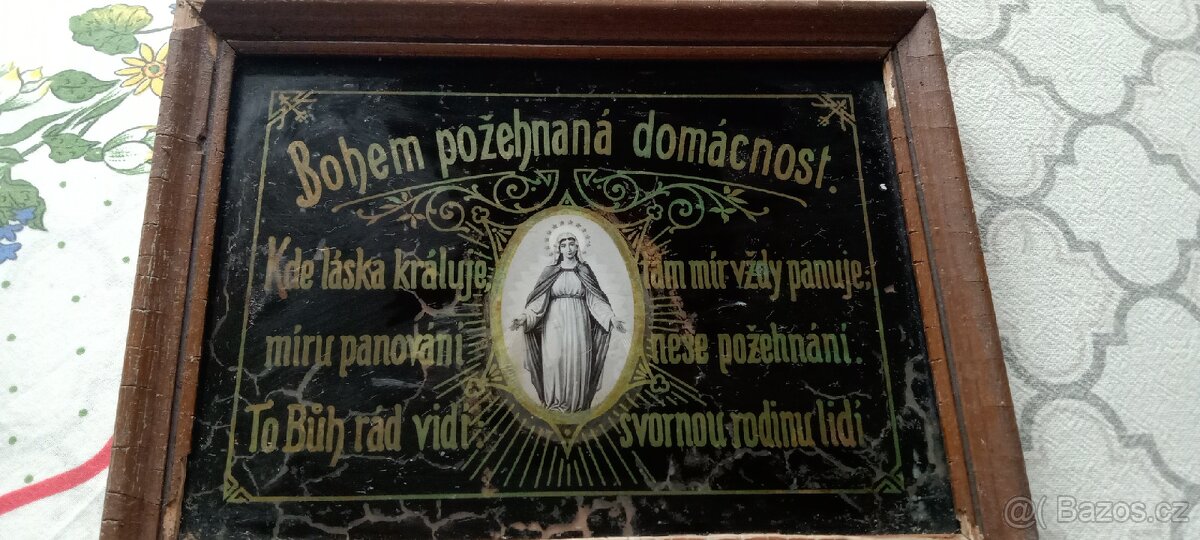 Bohem požehnaná domácnost.
Kde láska králuje, tam mír vždy panuje;
míru panování nese požehnání.
To Bůh rád vidí: svornou rodinu lidí
@( Bazos.cz